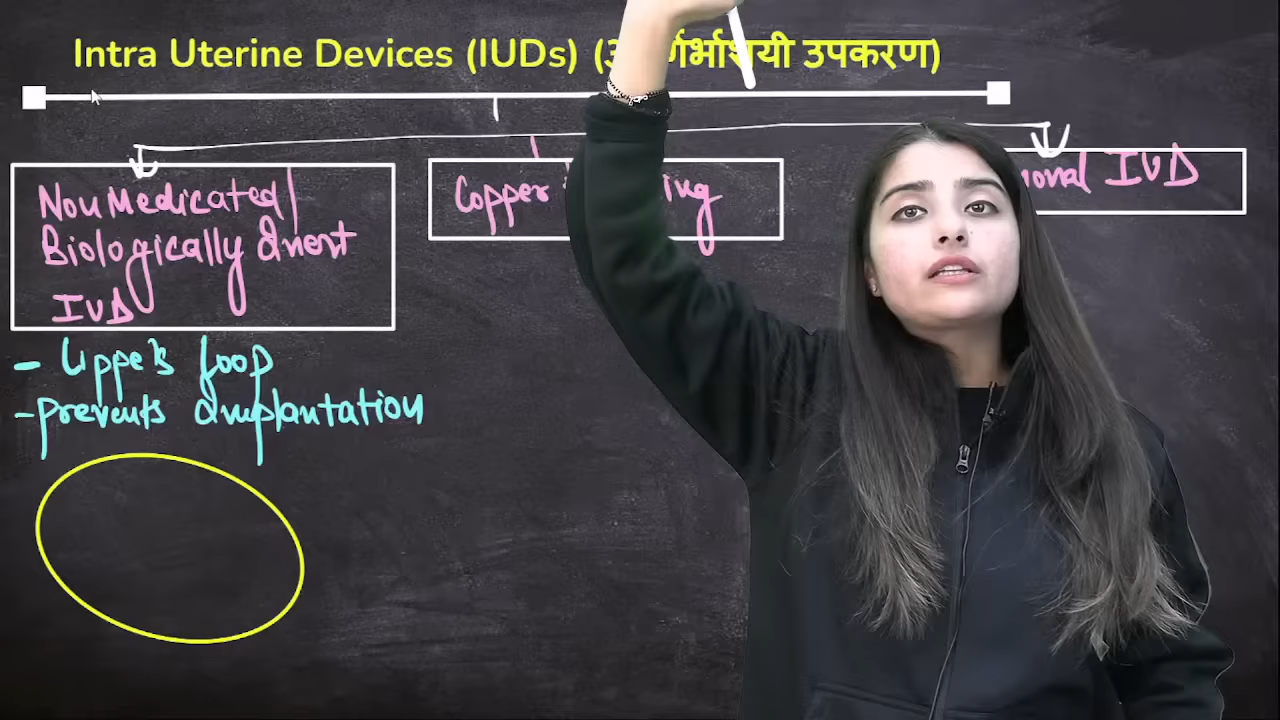 Intra Uterine Devices (IUDs) ( उपकरण)
Non Medicated/
Biologically Inert
IUD
Copper
IUD
- Lippe's Loop
- Prevents Implantation